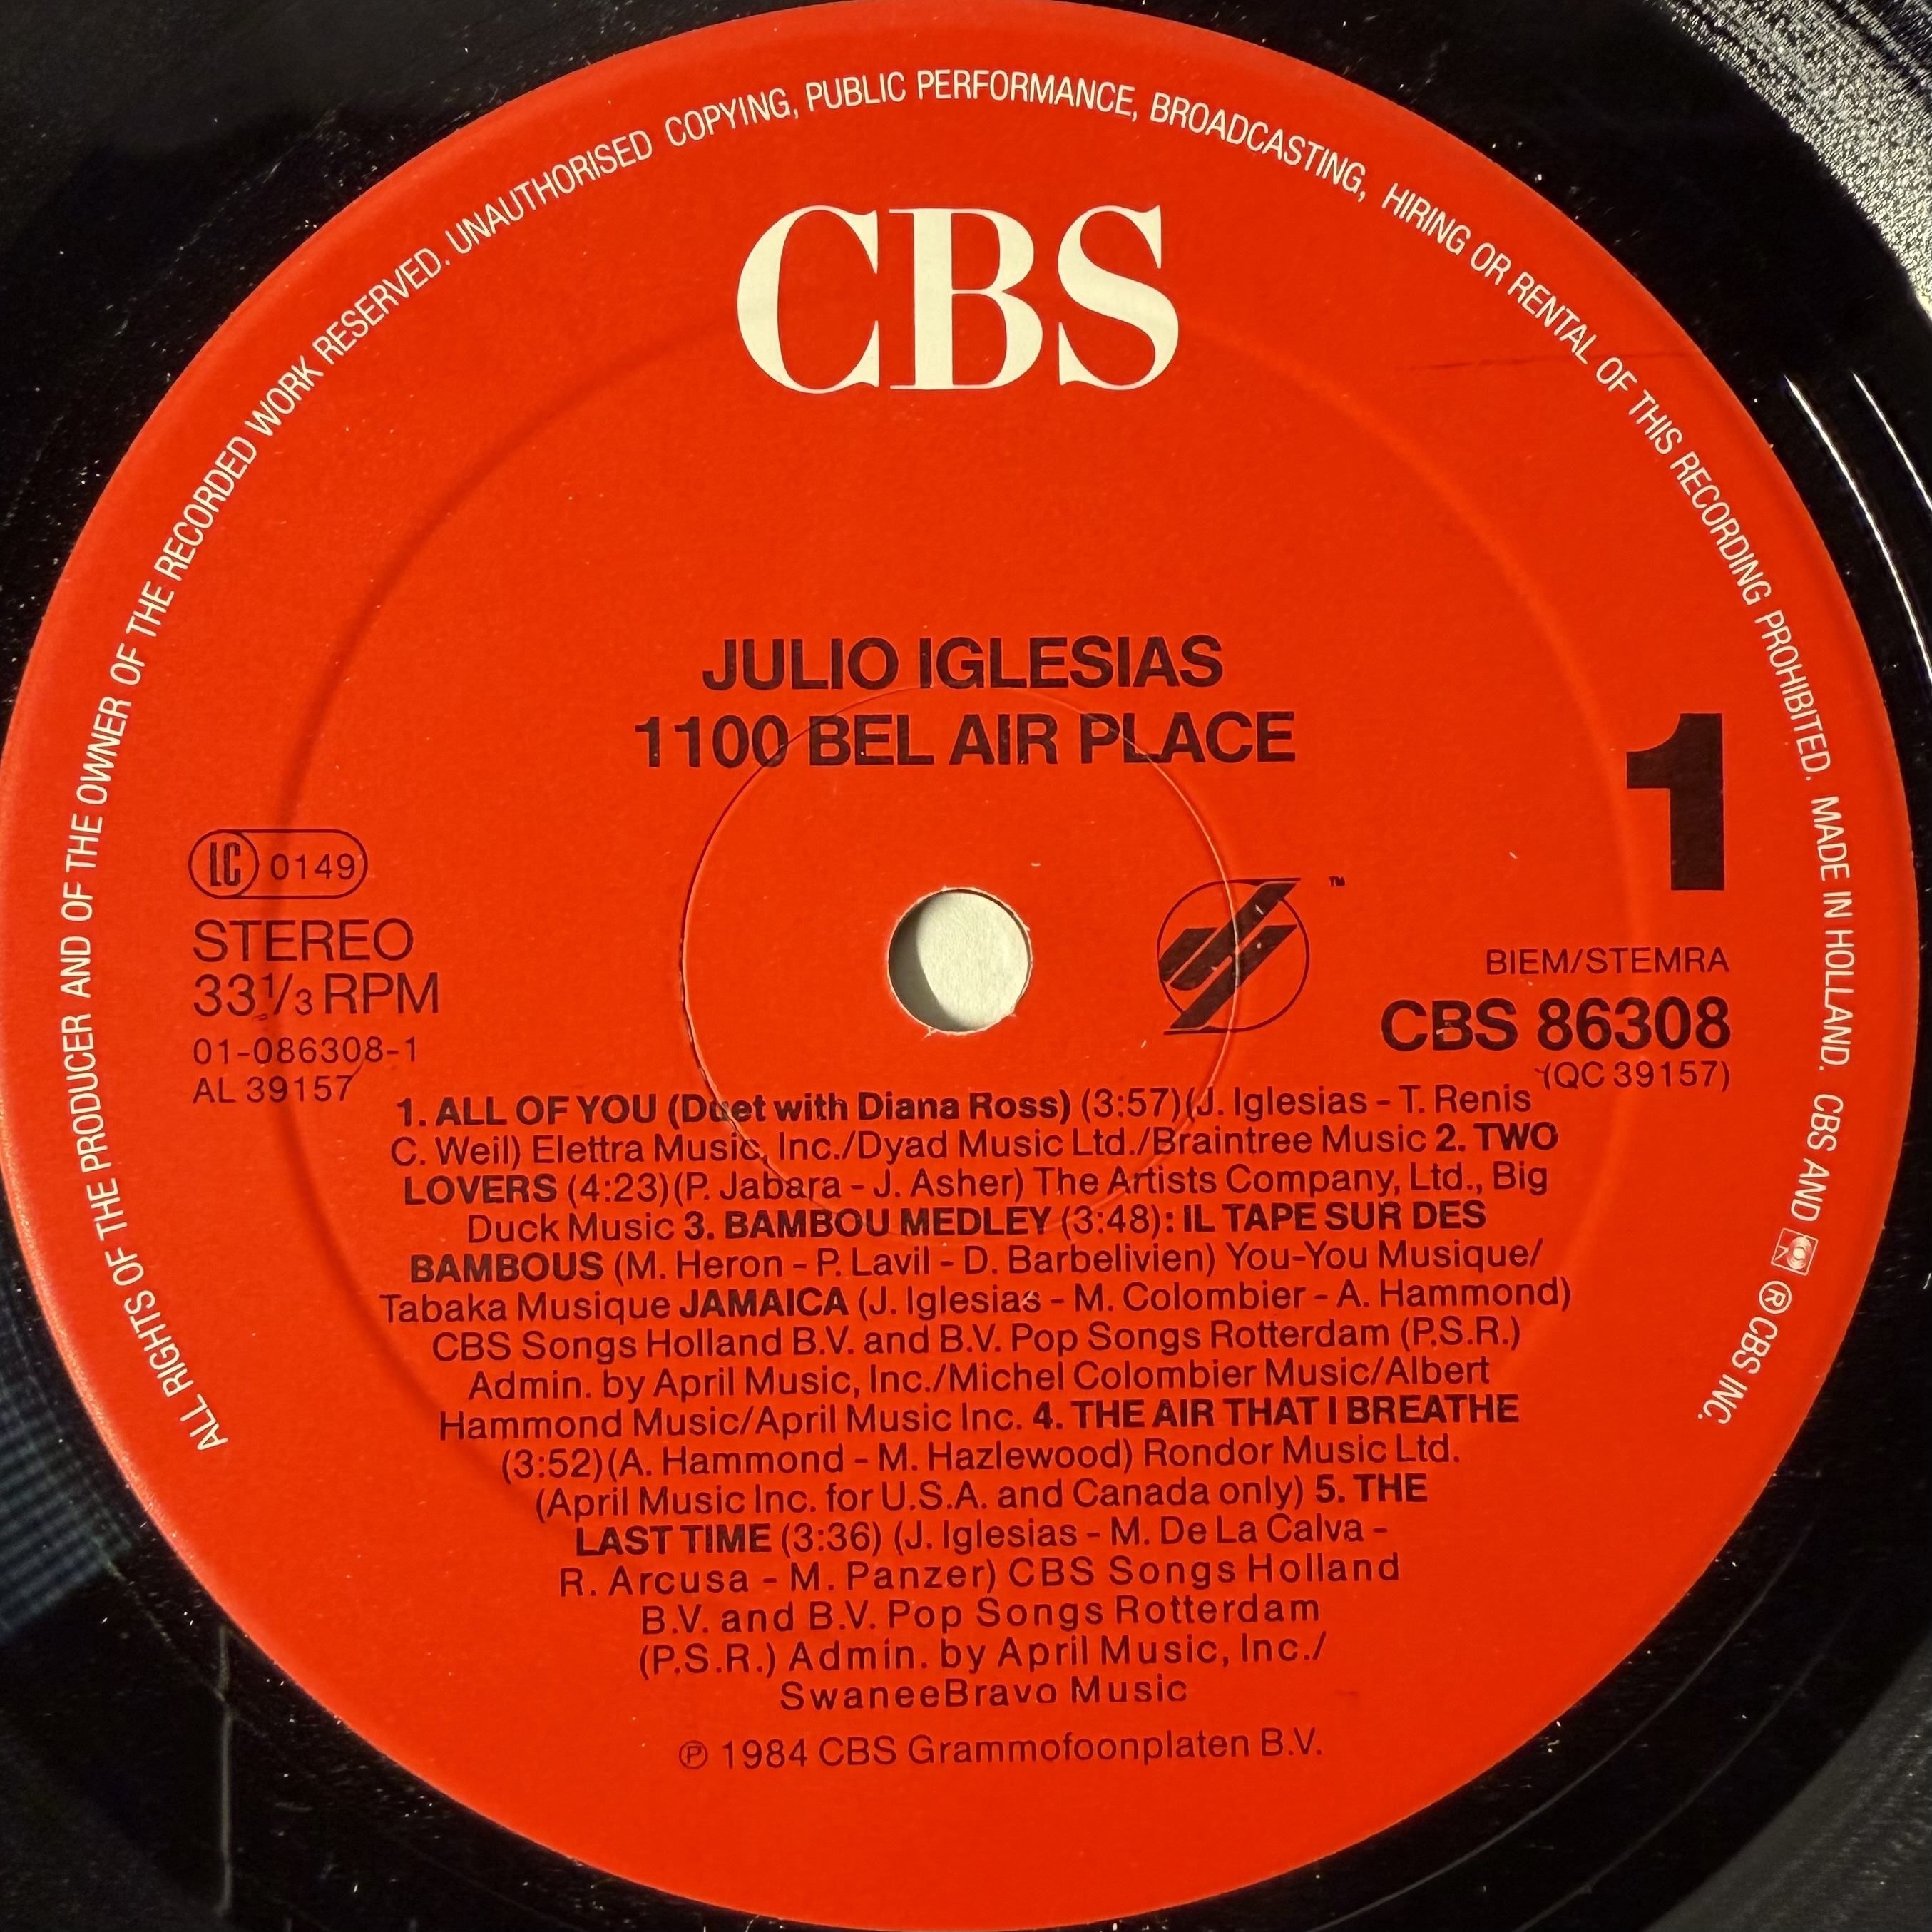 ALL RIGHTS OF THE PRODUCER AND OF THE OWNER OF THE RECORDED WORK RESERVED. UNAUTHORISED COPYING, PUBLIC PERFORMANCE, BROADCASTING, HIRING OR RENTAL OF THIS RECORDING PROHIBITED. MADE IN HOLLAND. CBS AND ® CBS INC.
CBS
JULIO IGLESIAS
1100 BEL AIR PLACE
1
LC 0149
STEREO
33⅓ RPM
01-086308-1
AL 39157
™
BIEM/STEMRA
CBS 86308
(QC 39157)
1. ALL OF YOU (Duet with Diana Ross) (3:57)(J. Iglesias – T. Renis
C. Weil) Elettra Music, Inc./Dyad Music Ltd./Braintree Music 2. TWO
LOVERS (4:23)(P. Jabara – J. Asher) The Artists Company, Ltd., Big
Duck Music 3. BAMBOU MEDLEY (3:48): IL TAPE SUR DES
BAMBOUS (M. Heron – P. Lavil – D. Barbelivien) You-You Musique/
Tabaka Musique JAMAICA (J. Iglesias – M. Colombier – A. Hammond)
CBS Songs Holland B.V. and B.V. Pop Songs Rotterdam (P.S.R.)
Admin. by April Music, Inc./Michel Colombier Music/Albert
Hammond Music/April Music Inc. 4. THE AIR THAT I BREATHE
(3:52)(A. Hammond – M. Hazlewood) Rondor Music Ltd.
(April Music Inc. for U.S.A. and Canada only) 5. THE
LAST TIME (3:36) (J. Iglesias – M. De La Calva –
R. Arcusa – M. Panzer) CBS Songs Holland
B.V. and B.V. Pop Songs Rotterdam
(P.S.R.) Admin. by April Music, Inc./
SwaneeBravo Music
℗ 1984 CBS Grammofoonplaten B.V.